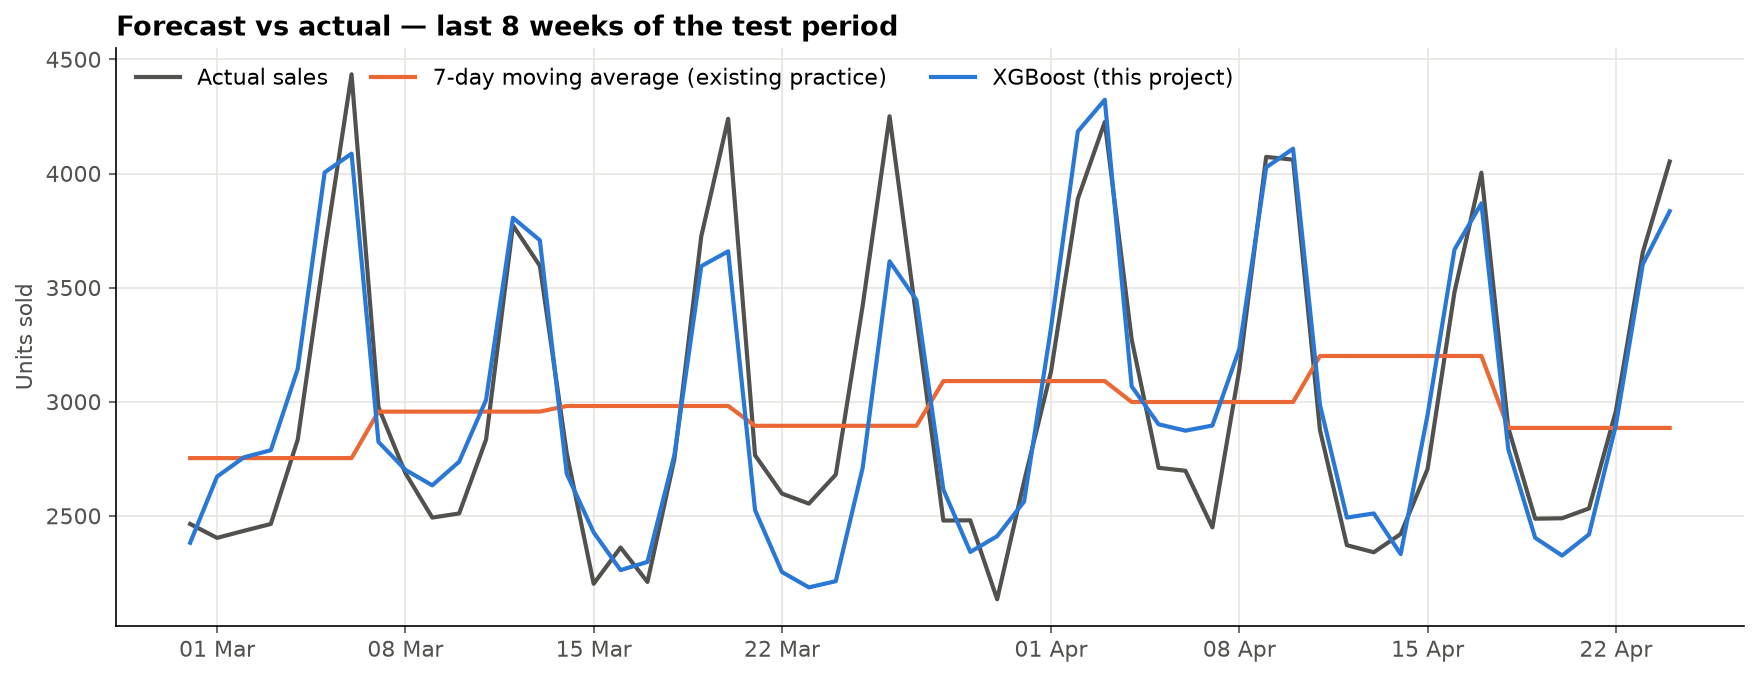 Forecast vs actual — last 8 weeks of the test period
Actual sales
7-day moving average (existing practice)
XGBoost (this project)
Units sold
4500
4000
3500
3000
2500
01 Mar
08 Mar
15 Mar
22 Mar
01 Apr
08 Apr
15 Apr
22 Apr